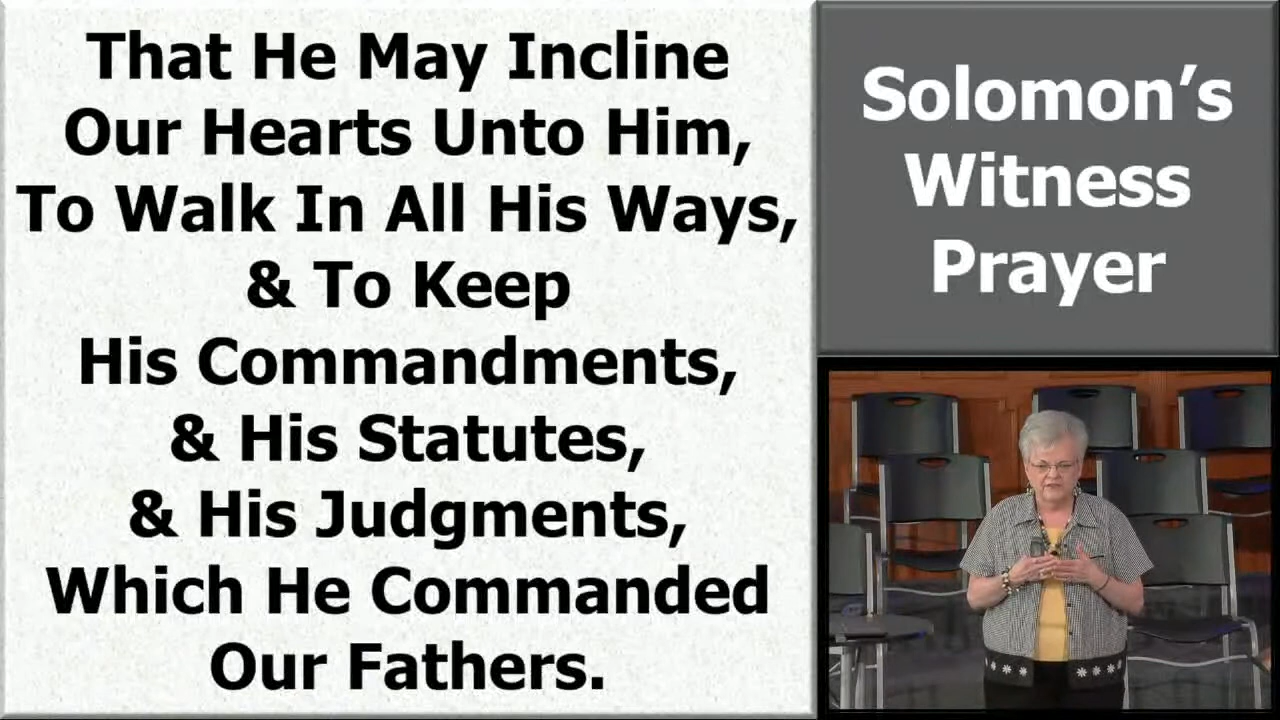 That He May Incline
Our Hearts Unto Him,
To Walk In All His Ways,
& To Keep
His Commandments,
& His Statutes,
& His Judgments,
Which He Commanded
Our Fathers.
Solomon’s
Witness
Prayer